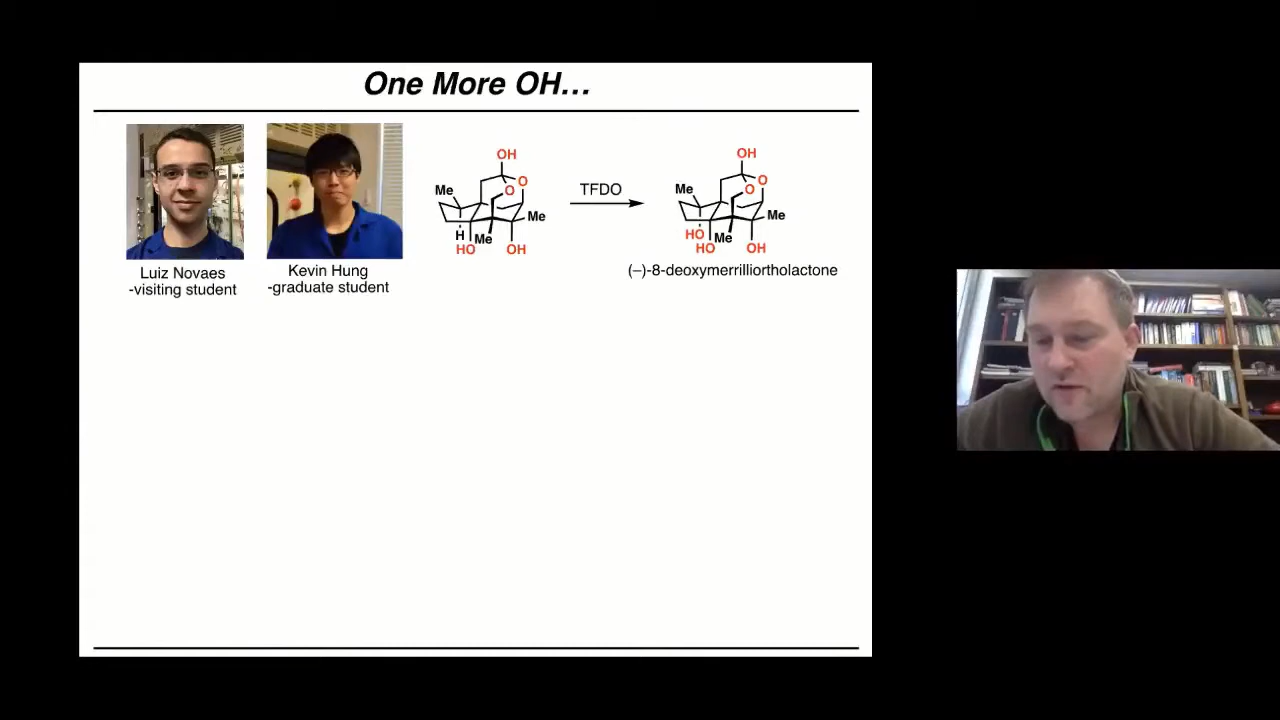 One More OH...
Luiz Novaes
-visiting student
Kevin Hung
-graduate student
OH
O
O
Me
Me
H
Me
HO
OH
TFDO
OH
O
O
Me
Me
HO
Me
HO
OH
(–)-8-deoxymerrilliortholactone